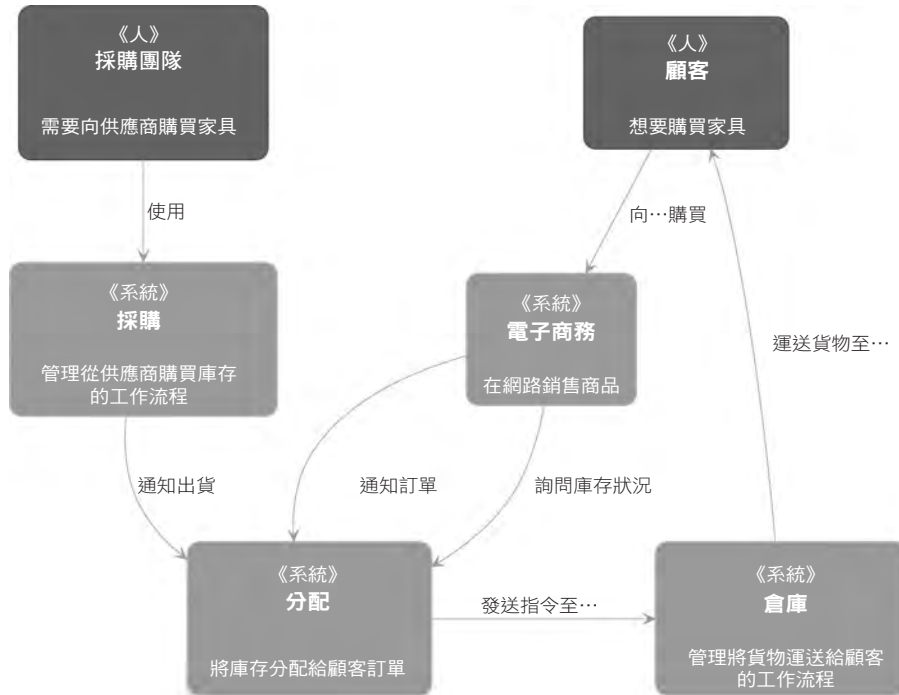 《人》
採購團隊
需要向供應商購買家具
《人》
顧客
想要購買家具
使用
向…購買
《系統》
採購
管理從供應商購買庫存
的工作流程
《系統》
電子商務
在網路銷售商品
運送貨物至…
通知出貨
通知訂單
詢問庫存狀況
《系統》
分配
將庫存分配給顧客訂單
發送指令至…
《系統》
倉庫
管理將貨物運送給顧客
的工作流程